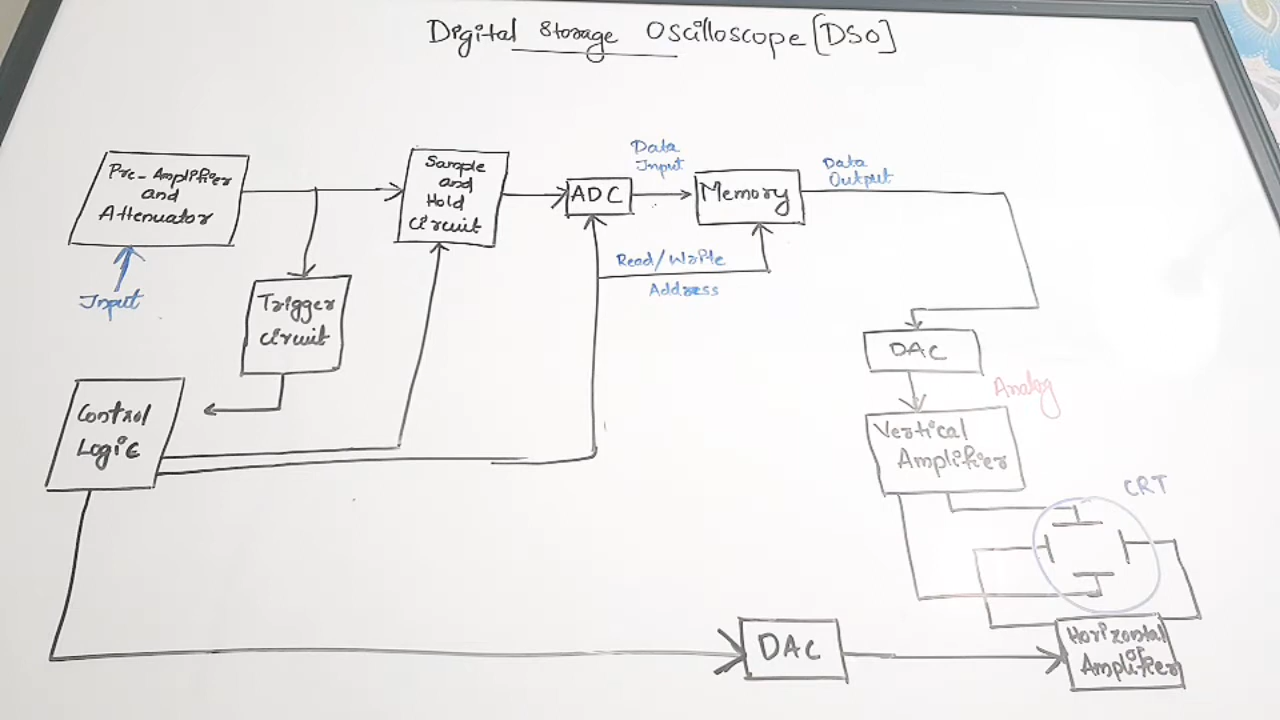 Digital Storage Oscilloscope [DSO]
Pre-Amplifier
and
Attenuator
Input
Sample
and
Hold
Circuit
ADC
Data
Input
Memory
Data
Output
Read/Write
Address
Trigger
Circuit
Control
Logic
DAC
Analog
Vertical
Amplifier
CRT
DAC
Horizontal
Amplifier